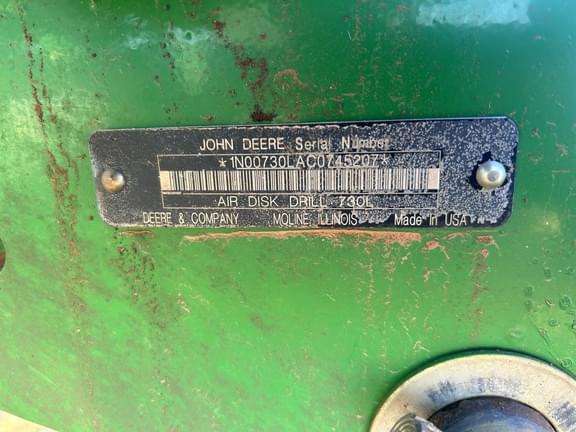 JOHN DEERE Serial Number
*1N00730LAC0745207*
AIR DISK DRILL 730L
DEERE & COMPANY MOLINE, ILLINOIS Made in USA